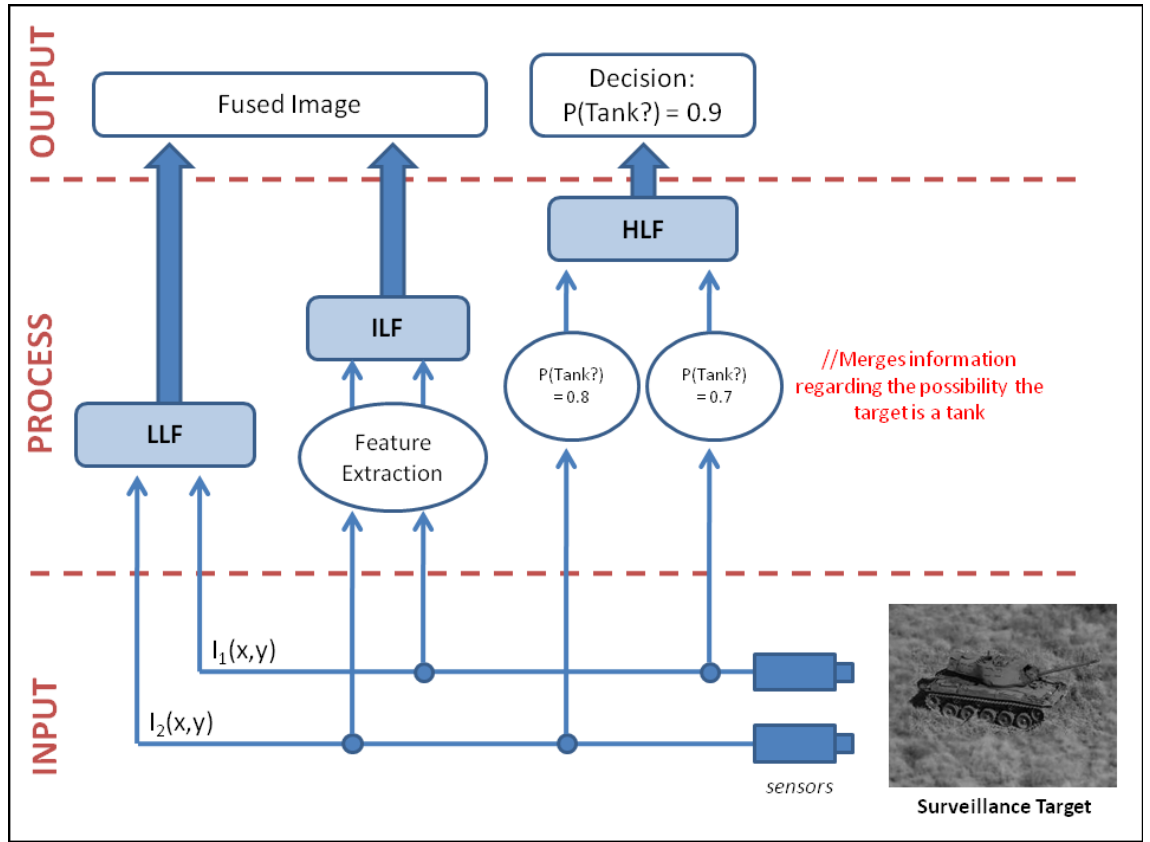 OUTPUT
Fused Image
Decision:
P(Tank?) = 0.9
PROCESS
HLF
ILF
LLF
Feature
Extraction
P(Tank?)
= 0.8
P(Tank?)
= 0.7
//Merges information
regarding the possibility the
target is a tank
INPUT
I₁(x,y)
I₂(x,y)
sensors
Surveillance Target